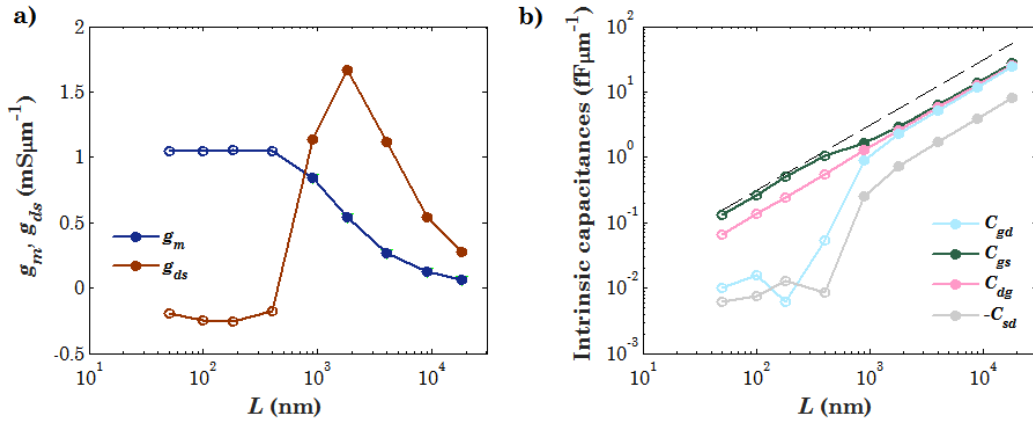 a)
g_m, g_ds (mSμm⁻¹)
2
1.5
1
0.5
0
-0.5
g_m
g_ds
10¹
10²
10³
10⁴
L (nm)
b)
Intrinsic capacitances (fFμm⁻¹)
10²
10¹
10⁰
10⁻¹
10⁻²
10⁻³
C_gd
C_gs
C_dg
-C_sd
10¹
10²
10³
10⁴
L (nm)